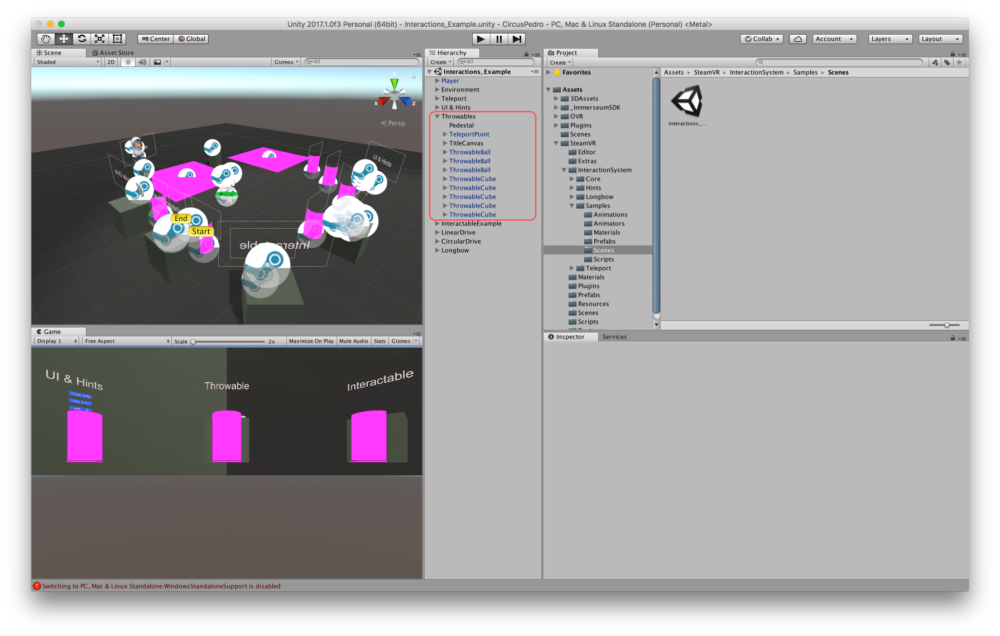 Unity 2017.1.0f3 Personal (64bit) - Interactions_Example.unity - CircusPedro - PC, Mac & Linux Standalone (Personal) <Metal>
Center Global
Collab Account Layers Layout
Scene Asset Store
Shaded 2D Gizmos All
y
x z
Persp
UI & Hints
Player
End
Start
Interactable
Hierarchy
Create All
Interactions_Example
Player
Environment
Teleport
UI & Hints
Throwables
Pedestal
TeleportPoint
TitleCanvas
ThrowableBall
ThrowableBall
ThrowableBall
ThrowableCube
ThrowableCube
ThrowableCube
ThrowableCube
ThrowableCube
InteractableExample
LinearDrive
CircularDrive
Longbow
Project
Create
Favorites
Assets
3DAssets
_ImmerseumSDK
OVR
Plugins
Scenes
SteamVR
Editor
Extras
InteractionSystem
Core
Hints
Longbow
Samples
Animations
Animators
Materials
Prefabs
Scenes
Scripts
Teleport
Materials
Plugins
Prefabs
Resources
Scenes
Scripts
Assets SteamVR InteractionSystem Samples Scenes
Interactions_...
Inspector Services
Game
Display 1 Free Aspect Scale 2x Maximize On Play Mute Audio Stats Gizmos
UI & Hints
Throwable
Interactable
Switching to PC, Mac & Linux Standalone:WindowsStandaloneSupport is disabled